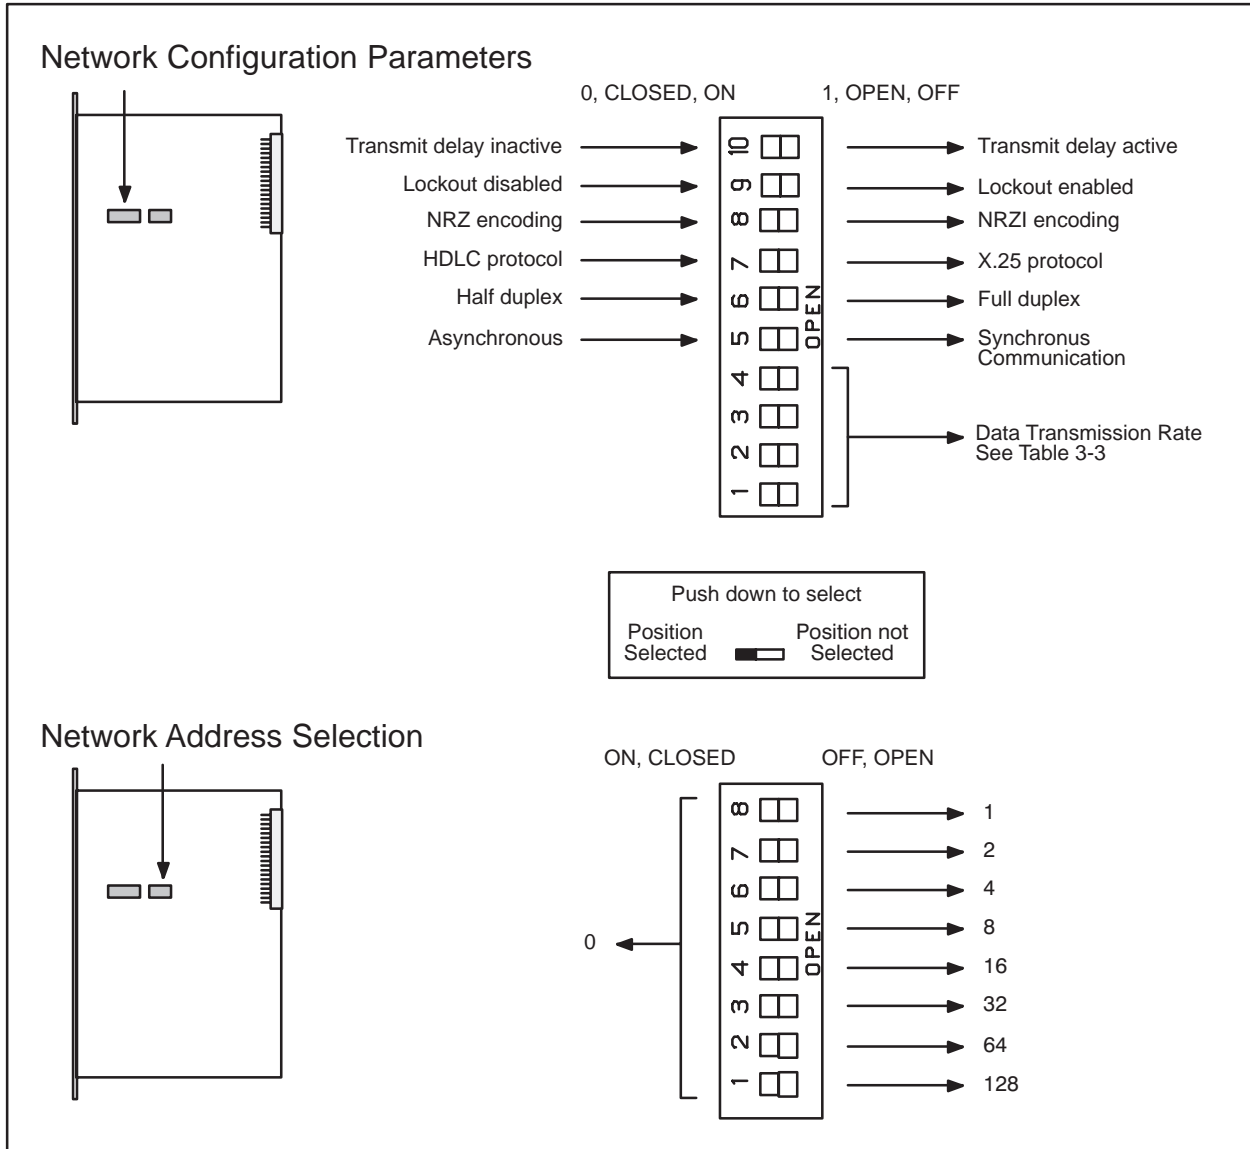 Network Configuration Parameters
0, CLOSED, ON 1, OPEN, OFF
Transmit delay inactive 10 Transmit delay active
Lockout disabled 9 Lockout enabled
NRZ encoding 8 NRZI encoding
HDLC protocol 7 X.25 protocol
Half duplex 6 Full duplex
OPEN
Asynchronous 5 Synchronus
Communication
4
3
Data Transmission Rate
See Table 3-3
2
1
Push down to select
Position Position not
Selected Selected
Network Address Selection
ON, CLOSED OFF, OPEN
8 1
7 2
6 4
0 5 8
OPEN
4 16
3 32
2 64
1 128